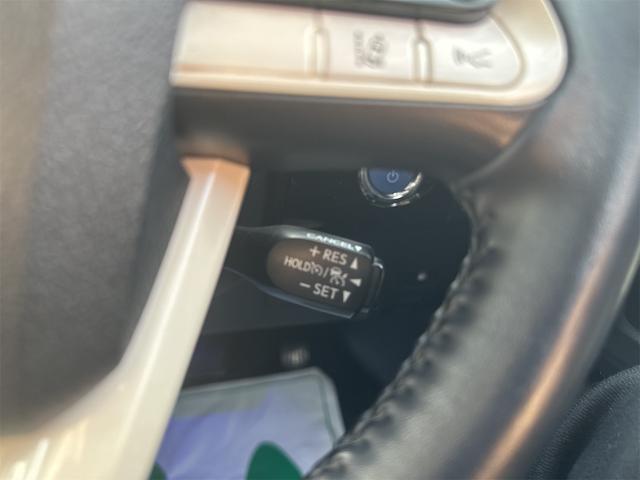 CANCEL▼
+ RES ▲
HOLD / ◄
− SET ▼